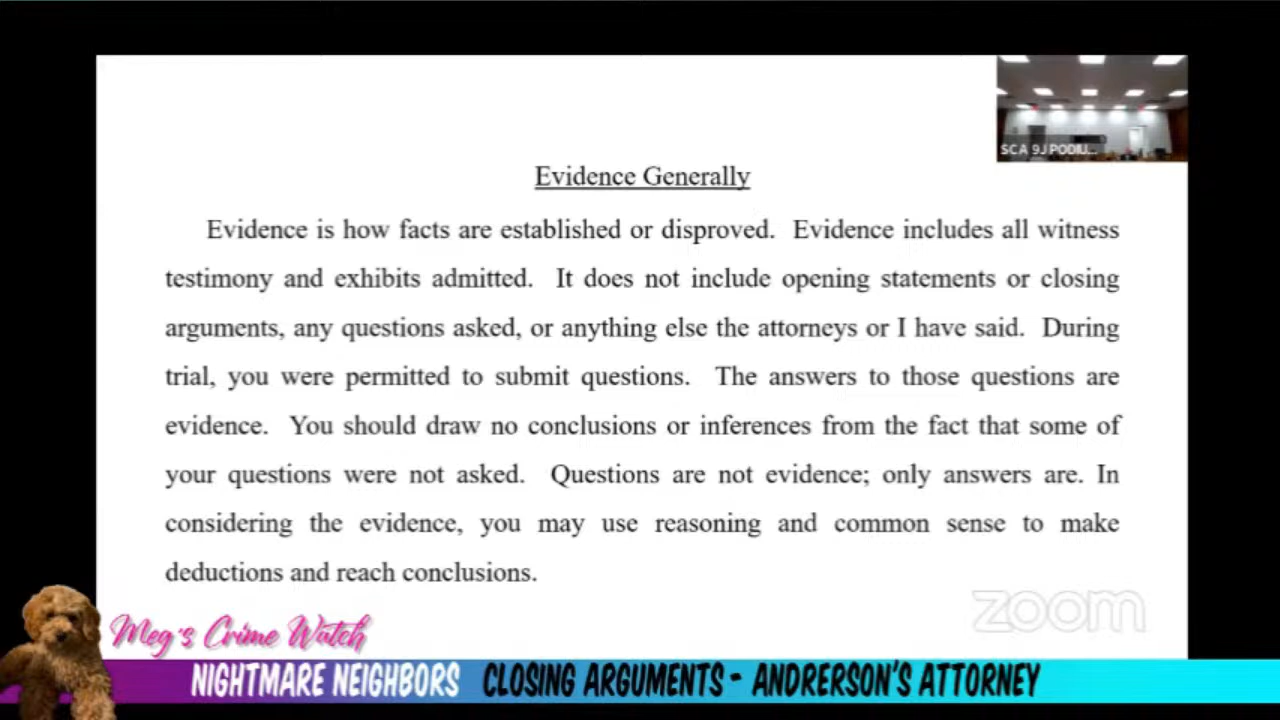 SCA 9J PODIU...
Evidence Generally
Evidence is how facts are established or disproved. Evidence includes all witness
testimony and exhibits admitted. It does not include opening statements or closing
arguments, any questions asked, or anything else the attorneys or I have said. During
trial, you were permitted to submit questions. The answers to those questions are
evidence. You should draw no conclusions or inferences from the fact that some of
your questions were not asked. Questions are not evidence; only answers are. In
considering the evidence, you may use reasoning and common sense to make
deductions and reach conclusions.
zoom
Meg's Crime Watch
NIGHTMARE NEIGHBORS CLOSING ARGUMENTS - ANDRERSON'S ATTORNEY